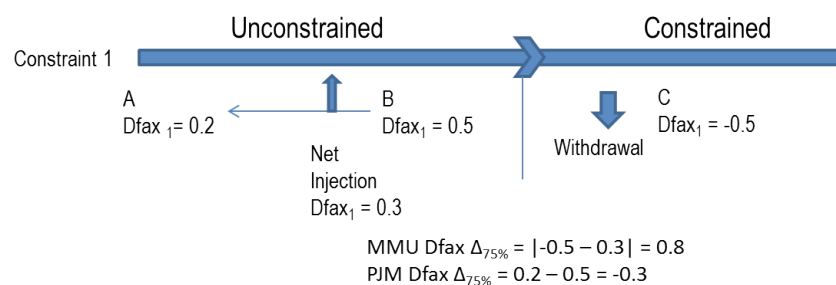 Unconstrained
Constrained
Constraint 1
A
Dfax ₁= 0.2
B
Dfax₁ = 0.5
C
Dfax₁ = -0.5
Withdrawal
Net
Injection
Dfax₁ = 0.3
MMU Dfax Δ₇₅% = |-0.5 – 0.3| = 0.8
PJM Dfax Δ₇₅% = 0.2 – 0.5 = -0.3